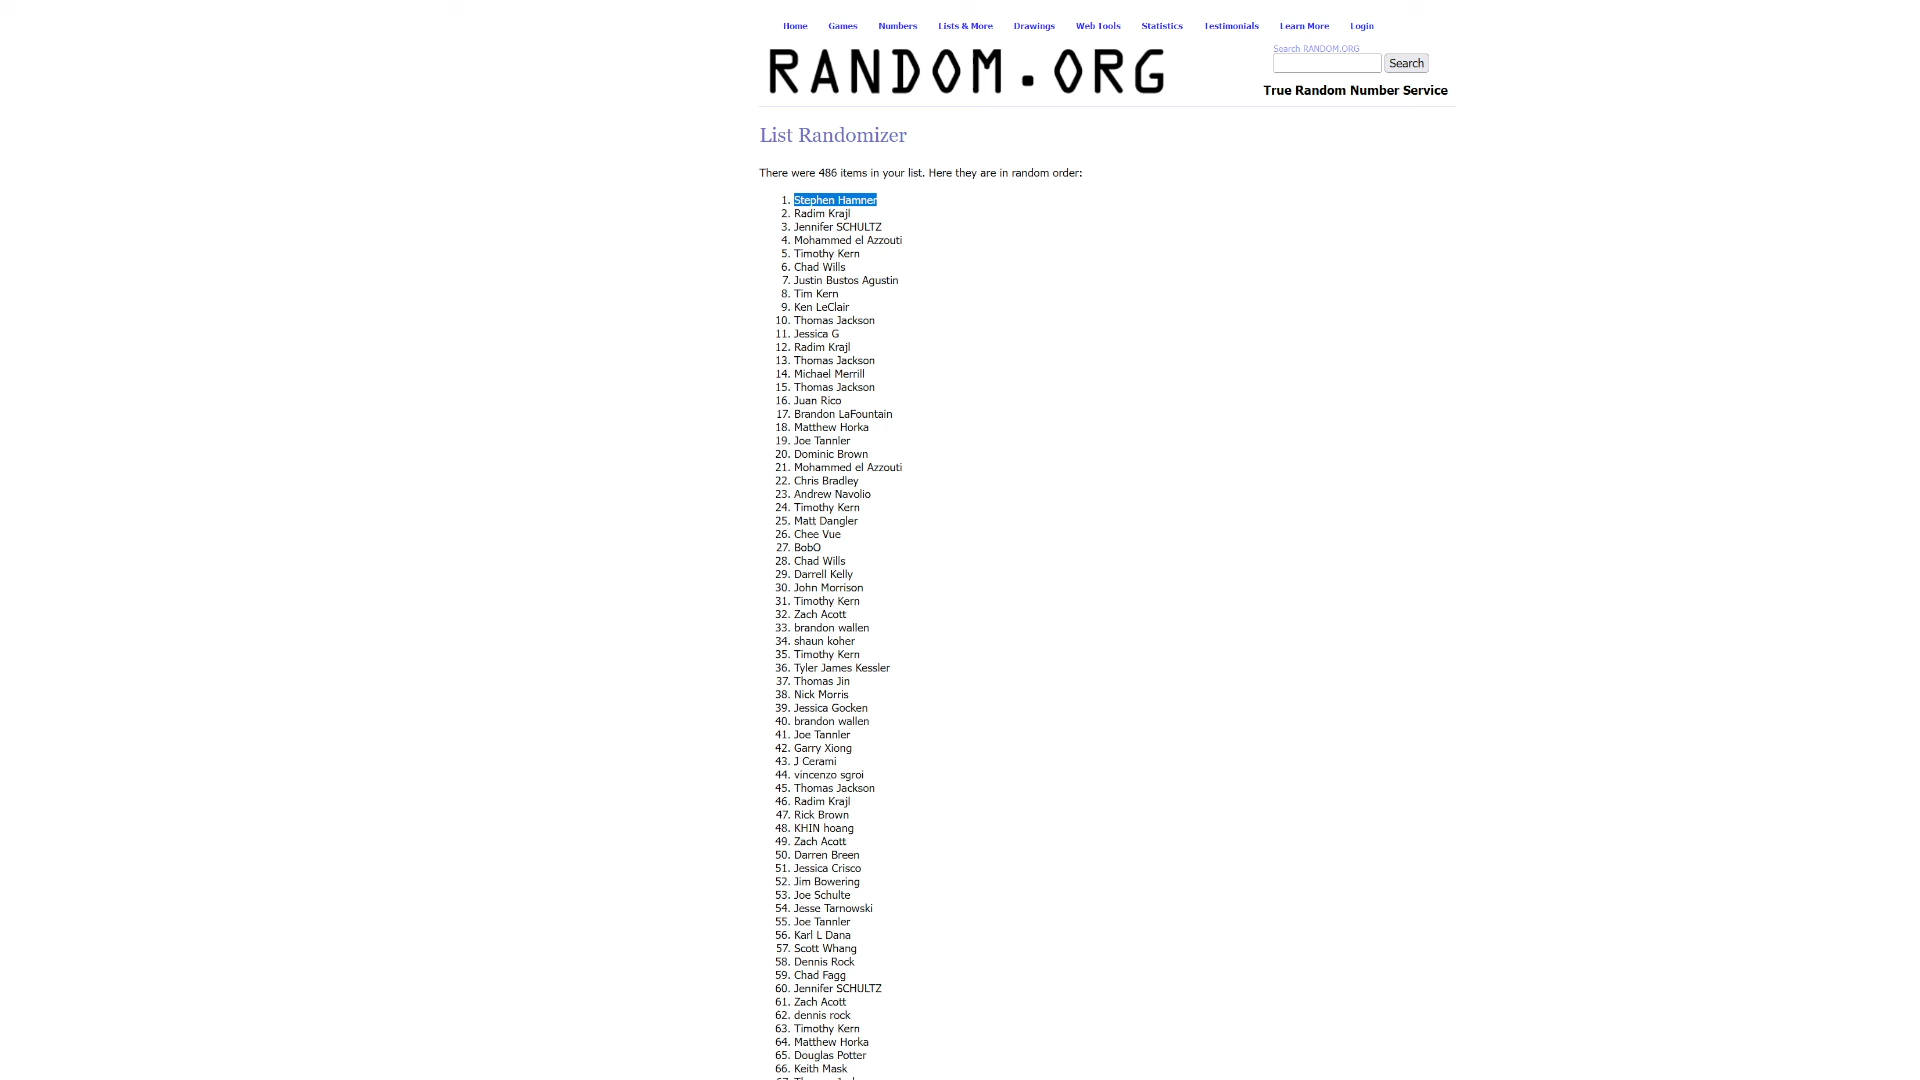 Home Games Numbers Lists & More Drawings Web Tools Statistics Testimonials Learn More Login
RANDOM.ORG
Search RANDOM.ORG
Search
True Random Number Service
List Randomizer
There were 486 items in your list. Here they are in random order:
1. Stephen Hamner
2. Radim Krajl
3. Jennifer SCHULTZ
4. Mohammed el Azzouti
5. Timothy Kern
6. Chad Wills
7. Justin Bustos Agustin
8. Tim Kern
9. Ken LeClair
10. Thomas Jackson
11. Jessica G
12. Radim Krajl
13. Thomas Jackson
14. Michael Merrill
15. Thomas Jackson
16. Juan Rico
17. Brandon LaFountain
18. Matthew Horka
19. Joe Tannler
20. Dominic Brown
21. Mohammed el Azzouti
22. Chris Bradley
23. Andrew Navolio
24. Timothy Kern
25. Matt Dangler
26. Chee Vue
27. BobO
28. Chad Wills
29. Darrell Kelly
30. John Morrison
31. Timothy Kern
32. Zach Acott
33. brandon wallen
34. shaun koher
35. Timothy Kern
36. Tyler James Kessler
37. Thomas Jin
38. Nick Morris
39. Jessica Gocken
40. brandon wallen
41. Joe Tannler
42. Garry Xiong
43. J Cerami
44. vincenzo sgroi
45. Thomas Jackson
46. Radim Krajl
47. Rick Brown
48. KHIN hoang
49. Zach Acott
50. Darren Breen
51. Jessica Crisco
52. Jim Bowering
53. Joe Schulte
54. Jesse Tarnowski
55. Joe Tannler
56. Karl L Dana
57. Scott Whang
58. Dennis Rock
59. Chad Fagg
60. Jennifer SCHULTZ
61. Zach Acott
62. dennis rock
63. Timothy Kern
64. Matthew Horka
65. Douglas Potter
66. Keith Mask